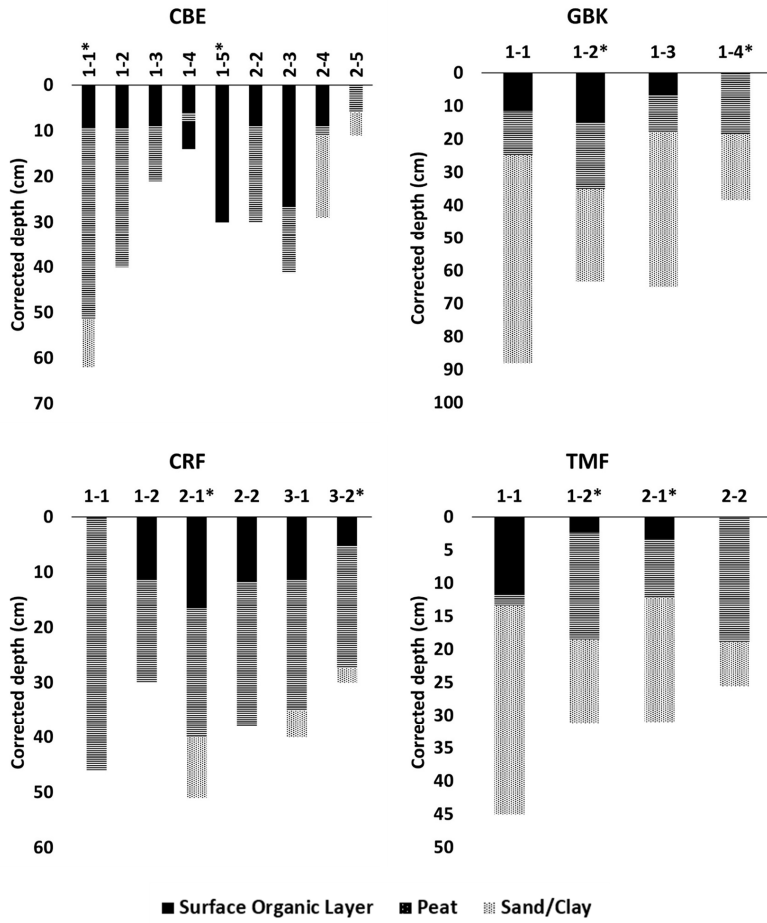 CBE
1-1* 1-2 1-3 1-4 1-5* 2-2 2-3 2-4 2-5
0
10
20
30
40
50
60
70
Corrected depth (cm)
GBK
1-1 1-2* 1-3 1-4*
0
10
20
30
40
50
60
70
80
90
100
Corrected depth (cm)
CRF
1-1 1-2 2-1* 2-2 3-1 3-2*
0
10
20
30
40
50
60
Corrected depth (cm)
TMF
1-1 1-2* 2-1* 2-2
0
5
10
15
20
25
30
35
40
45
50
Corrected depth (cm)
Surface Organic Layer Peat Sand/Clay